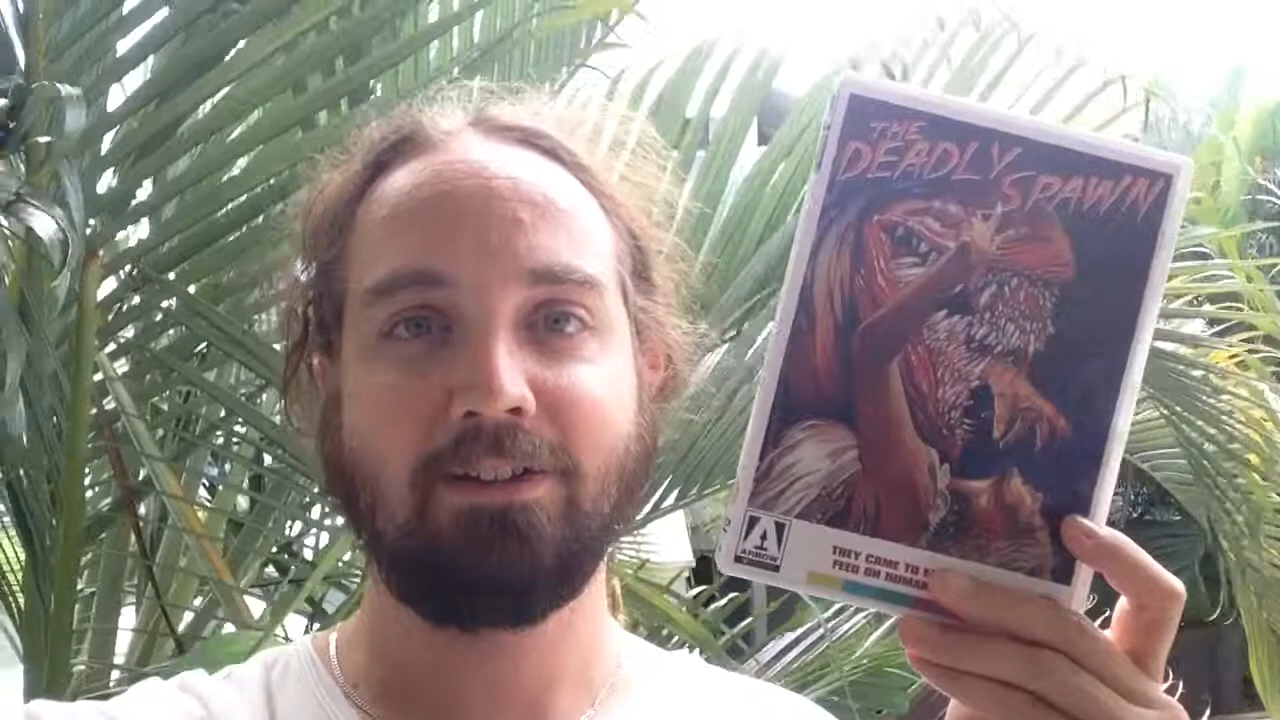 THE
DEADLY
SPAWN
ARROW
THEY CAME TO
FEED ON HUMAN